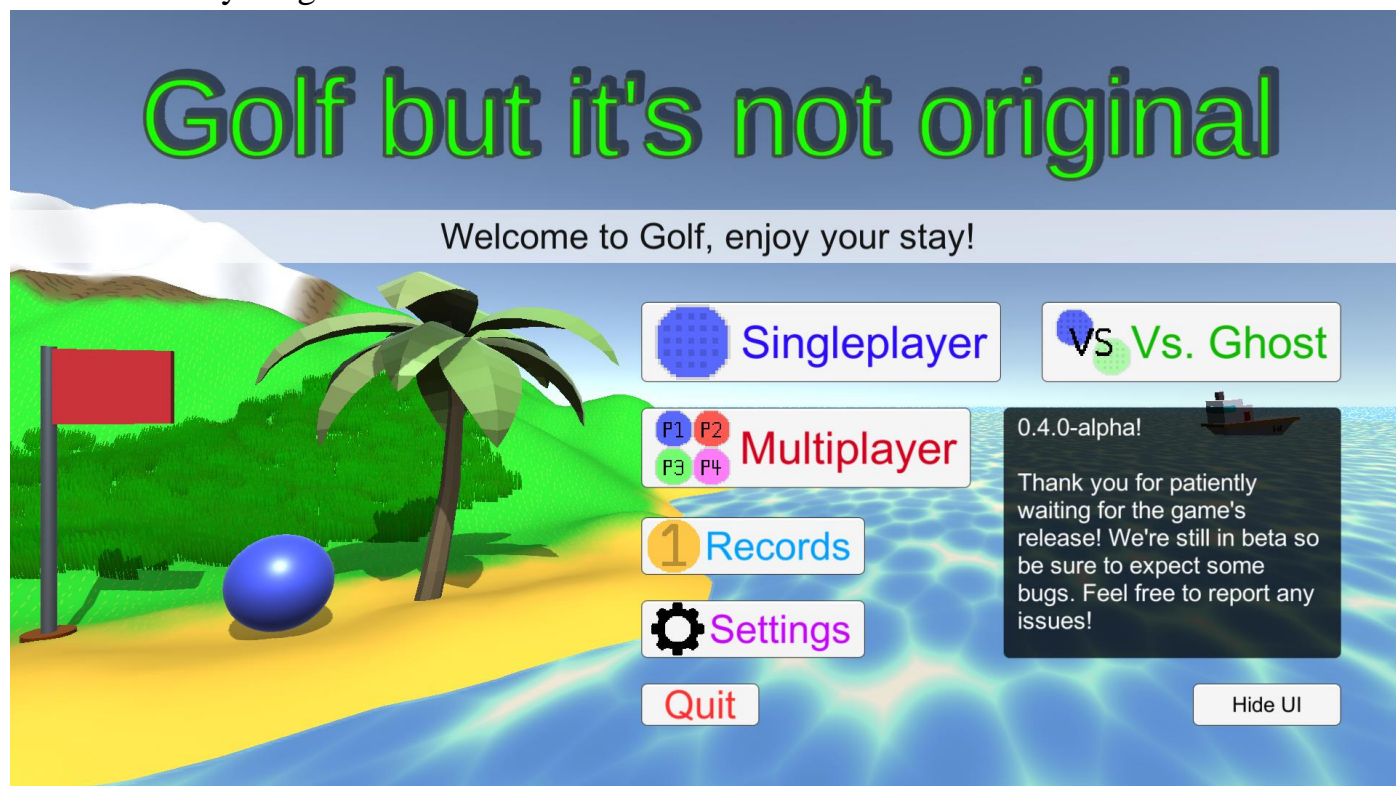 Golf but it's not original
Welcome to Golf, enjoy your stay!
Singleplayer
VS Vs. Ghost
P1 P2
P3 P4
Multiplayer
1 Records
Settings
Quit
0.4.0-alpha!
Thank you for patiently
waiting for the game's
release! We're still in beta so
be sure to expect some
bugs. Feel free to report any
issues!
Hide UI